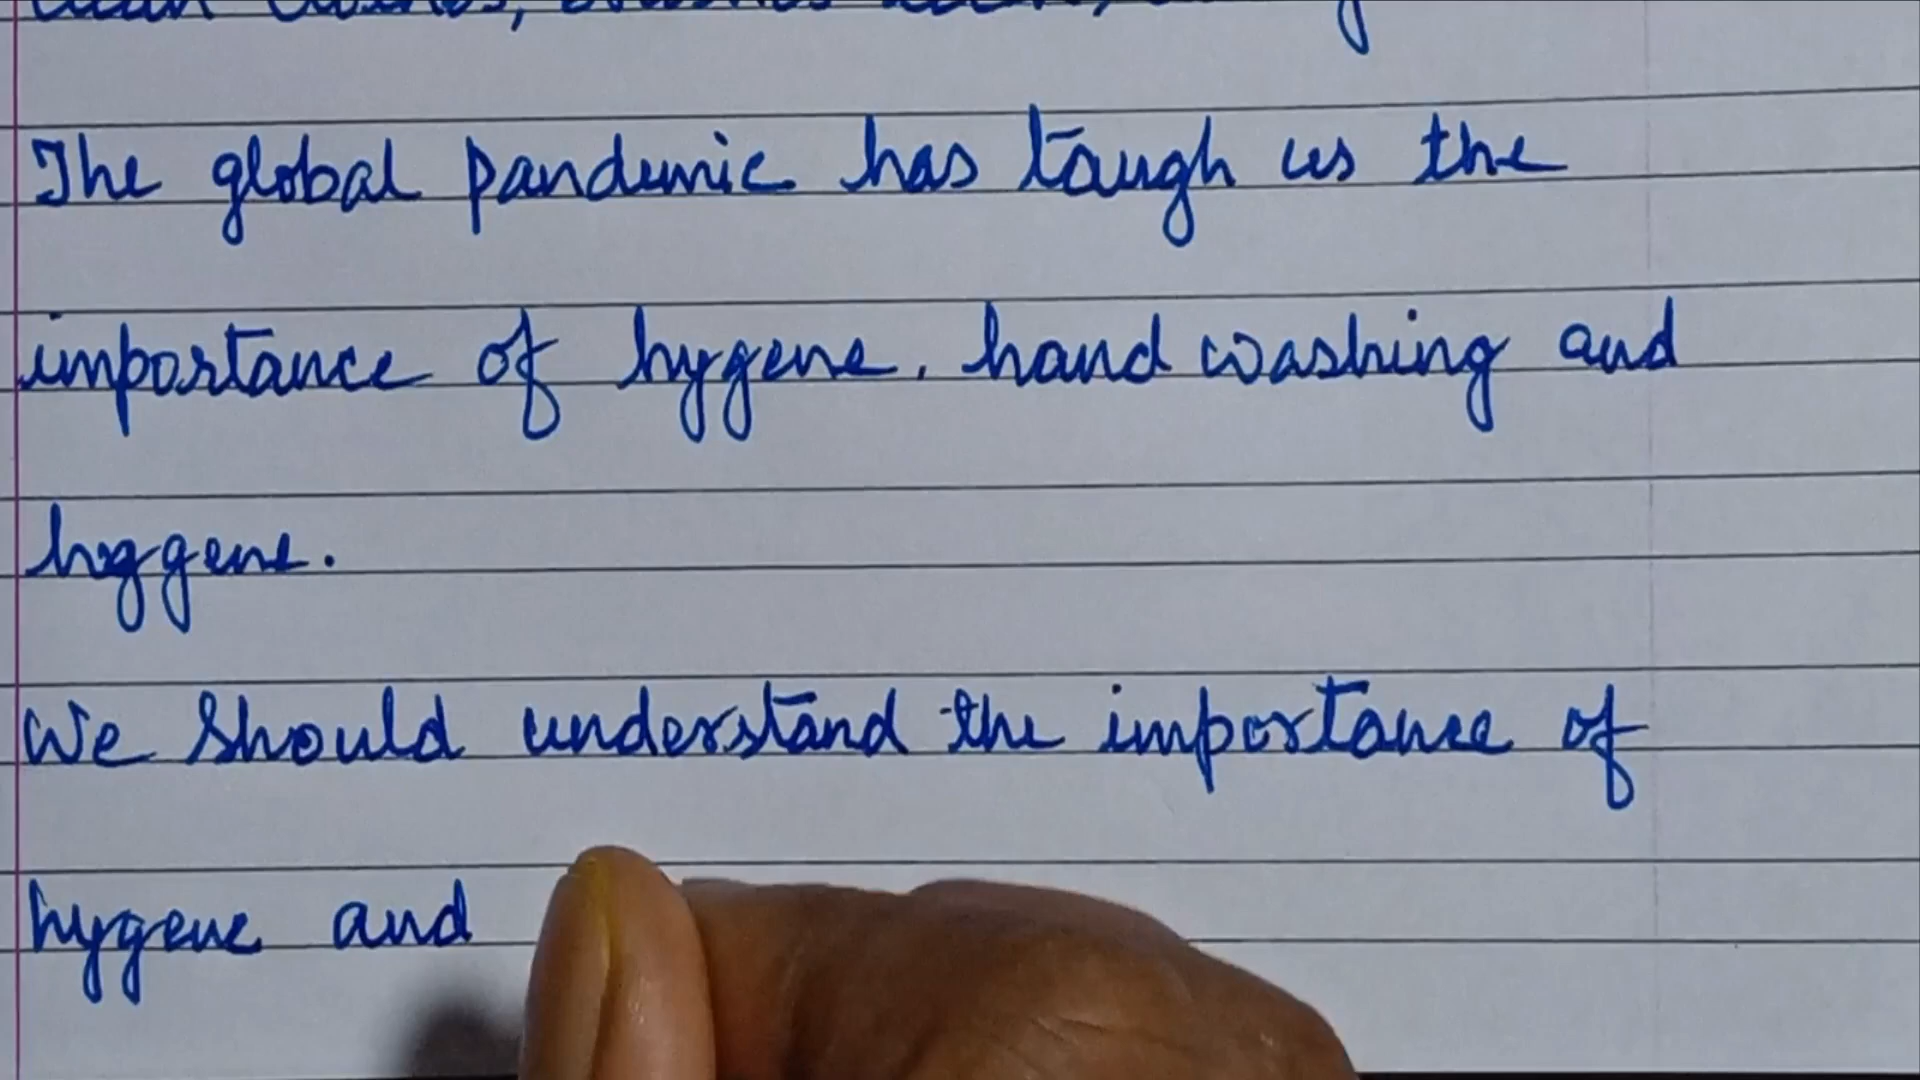 The global pandemic has taugh us the
importance of hygene, hand washing and
hyggene.
We Should understand the importance of
hygene and